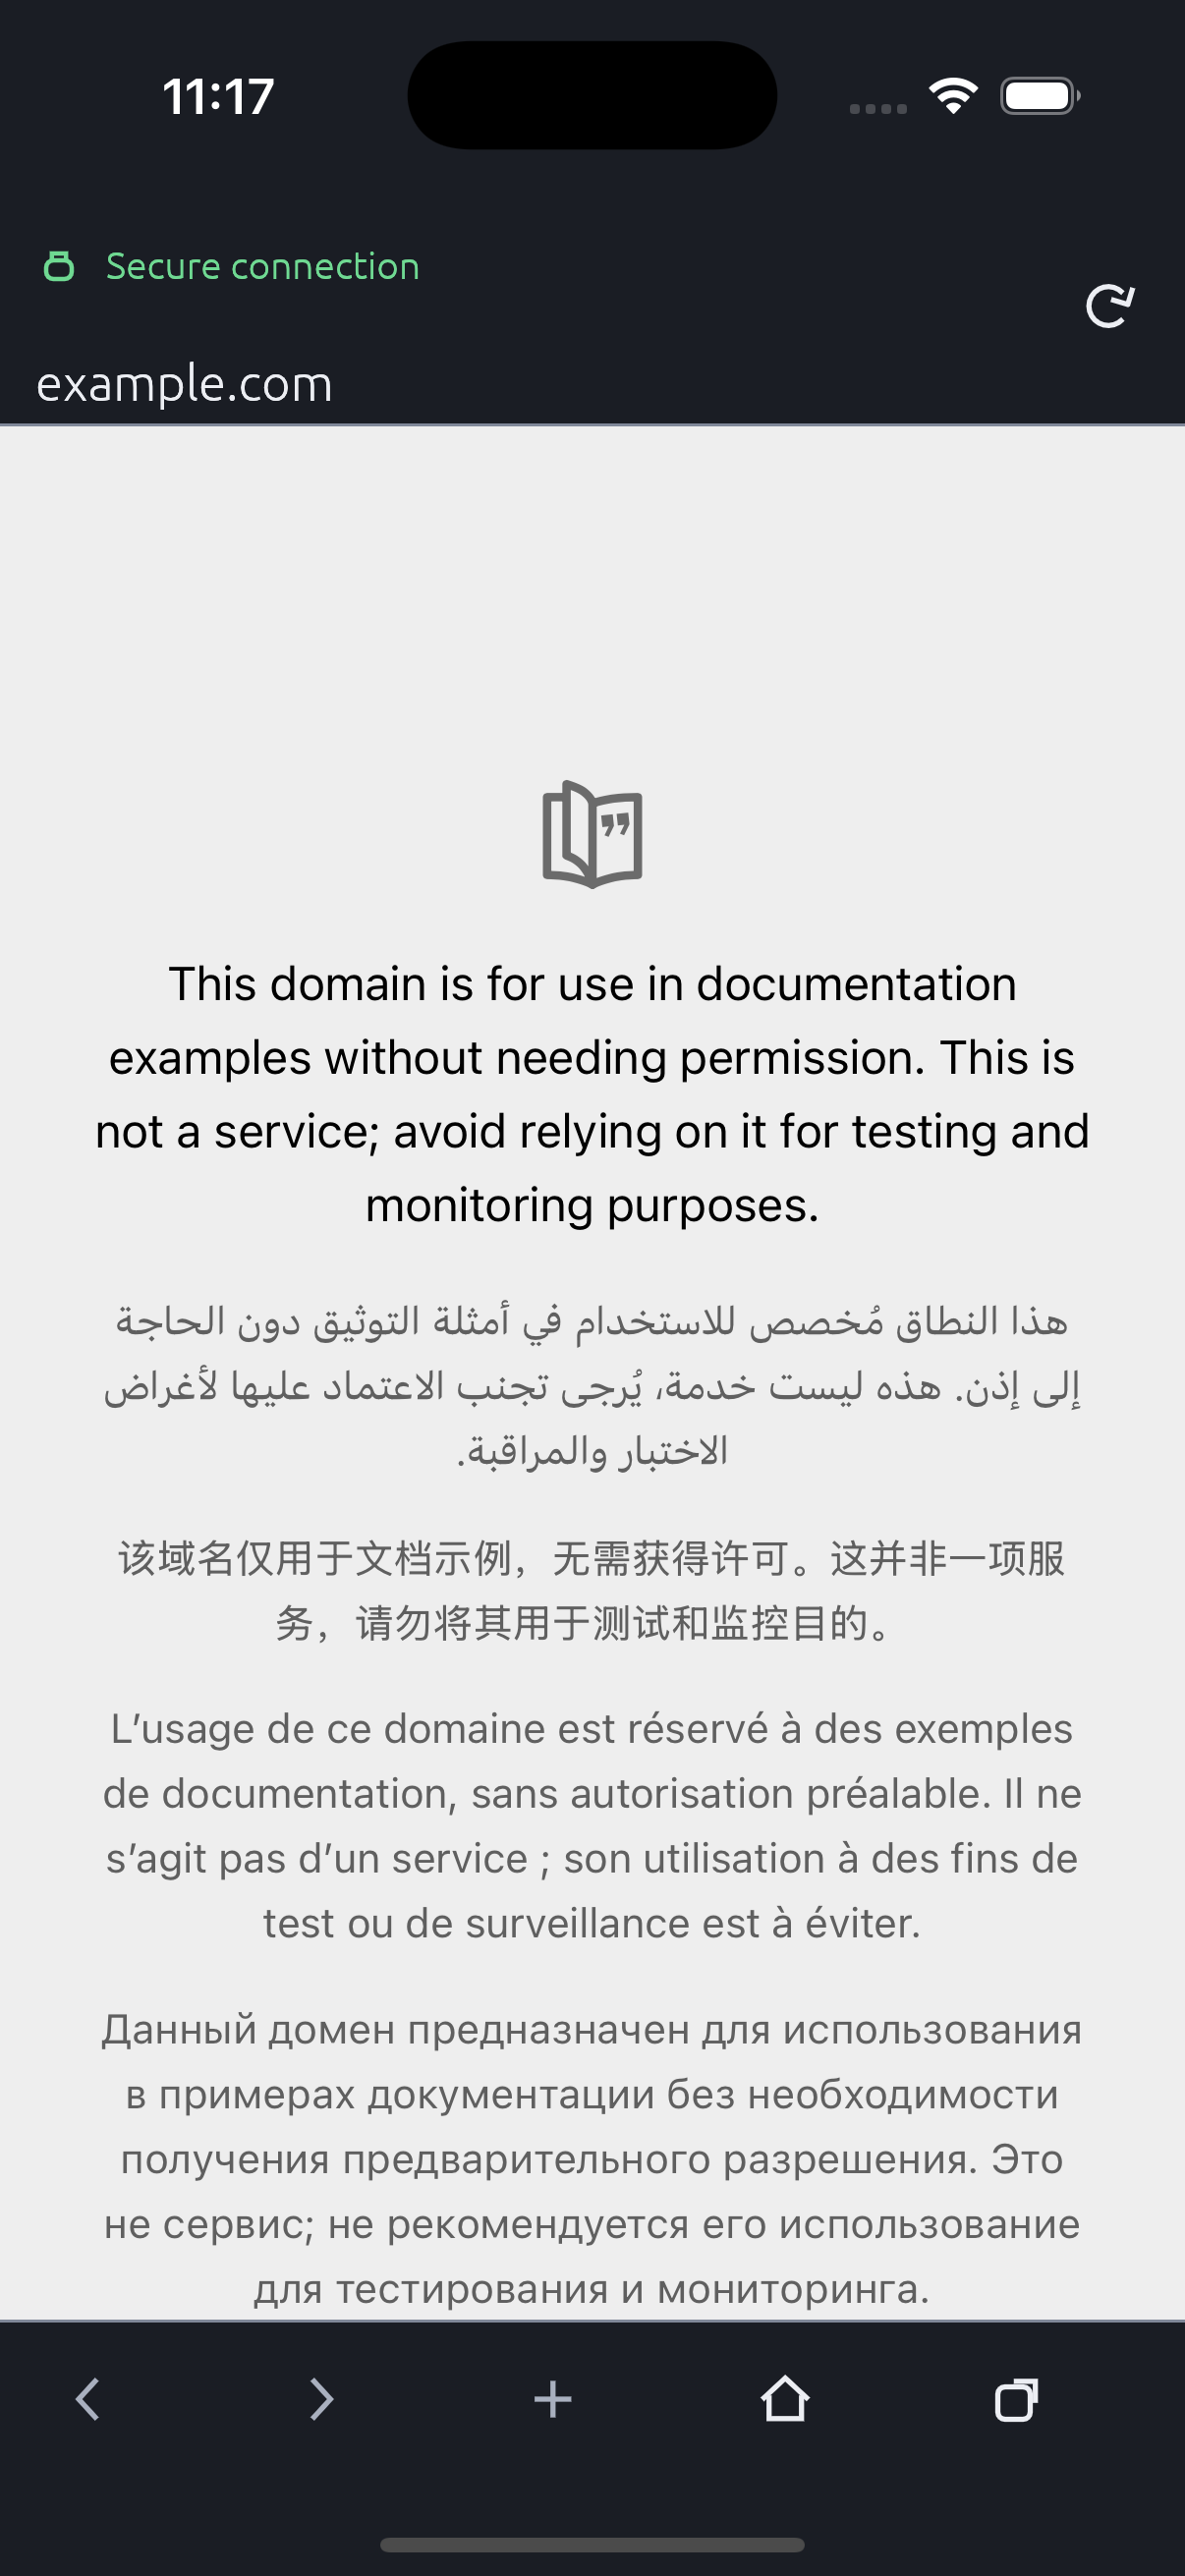 11:17
Secure connection
example.com
This domain is for use in documentation
examples without needing permission. This is
not a service; avoid relying on it for testing and
monitoring purposes.
هذا النطاق مُخصص للاستخدام في أمثلة التوثيق دون الحاجة
إلى إذن. هذه ليست خدمة، يُرجى تجنب الاعتماد عليها لأغراض
الاختبار والمراقبة.
该域名仅用于文档示例，无需获得许可。这并非一项服
务，请勿将其用于测试和监控目的。
L’usage de ce domaine est réservé à des exemples
de documentation, sans autorisation préalable. Il ne
s’agit pas d’un service ; son utilisation à des fins de
test ou de surveillance est à éviter.
Данный домен предназначен для использования
в примерах документации без необходимости
получения предварительного разрешения. Это
не сервис; не рекомендуется его использование
для тестирования и мониторинга.